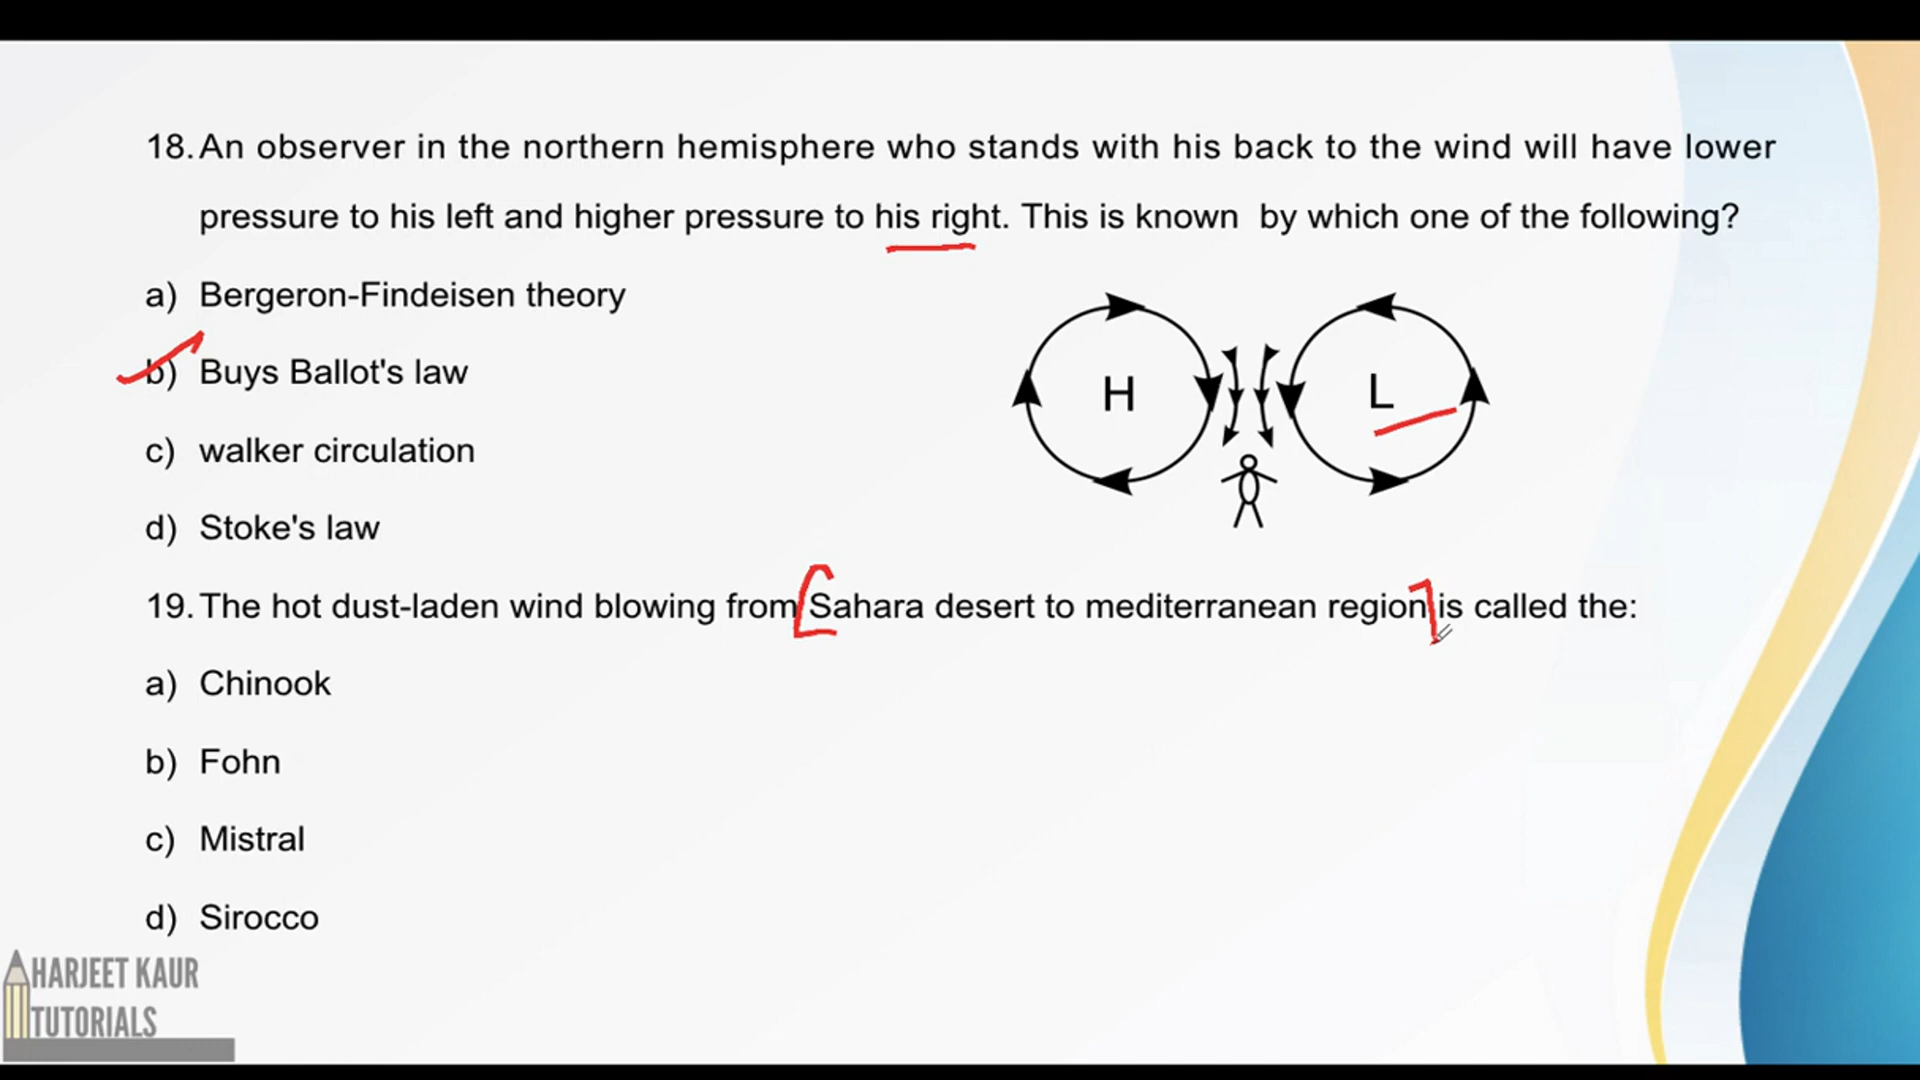 18. An observer in the northern hemisphere who stands with his back to the wind will have lower
pressure to his left and higher pressure to his right. This is known by which one of the following?
a) Bergeron-Findeisen theory
b) Buys Ballot's law
c) walker circulation
d) Stoke's law
H
L
19. The hot dust-laden wind blowing from Sahara desert to mediterranean region is called the:
a) Chinook
b) Fohn
c) Mistral
d) Sirocco
HARJEET KAUR
TUTORIALS